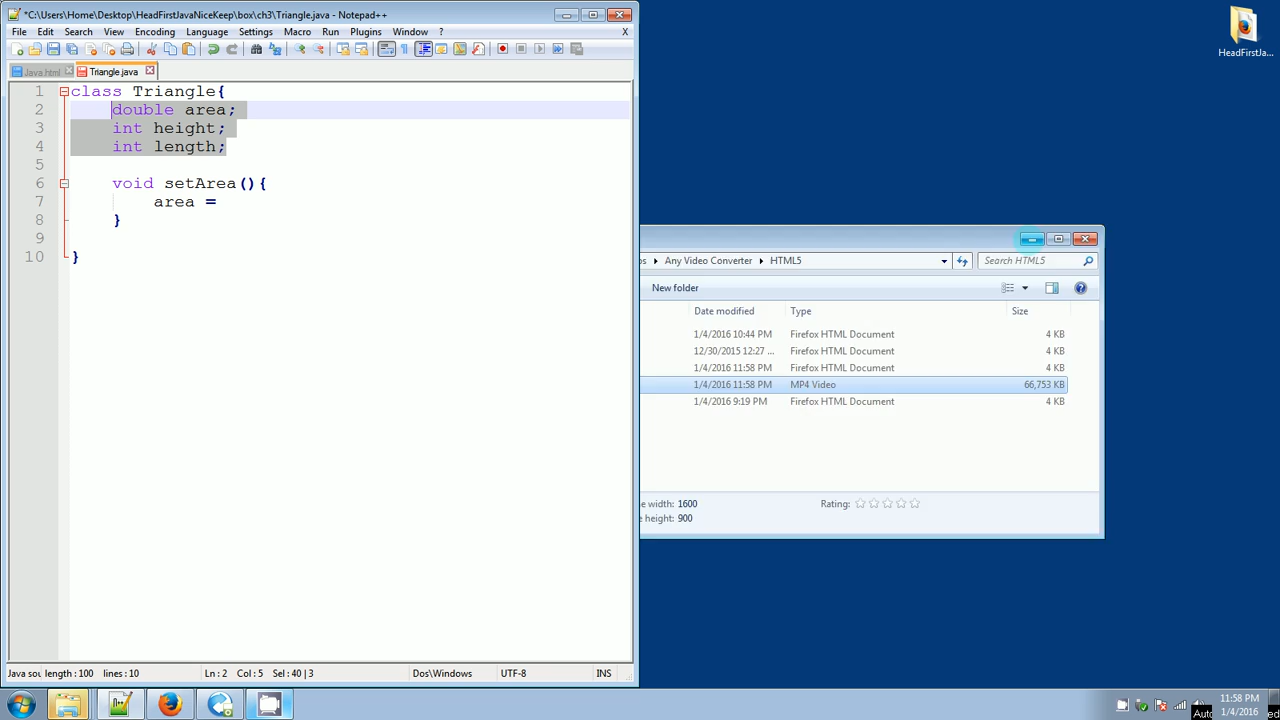 *C:\Users\Home\Desktop\HeadFirstJavaNiceKeep\box\ch3\Triangle.java - Notepad++
File Edit Search View Encoding Language Settings Macro Run Plugins Window ? X
Java html Triangle.java
1 class Triangle{
2 double area;
3 int height;
4 int length;
5
6 void setArea(){
7 area =
8 }
9
10 }
Java sou length : 100 lines : 10 Ln : 2 Col : 5 Sel : 40 | 3 Dos\Windows UTF-8 INS
HeadFirstJa...
Any Video Converter HTML5 Search HTML5
New folder
Date modified Type Size
1/4/2016 10:44 PM Firefox HTML Document 4 KB
12/30/2015 12:27 ... Firefox HTML Document 4 KB
1/4/2016 11:58 PM Firefox HTML Document 4 KB
1/4/2016 11:58 PM MP4 Video 66,753 KB
1/4/2016 9:19 PM Firefox HTML Document 4 KB
e width: 1600 Rating:
e height: 900
11:58 PM
1/4/2016